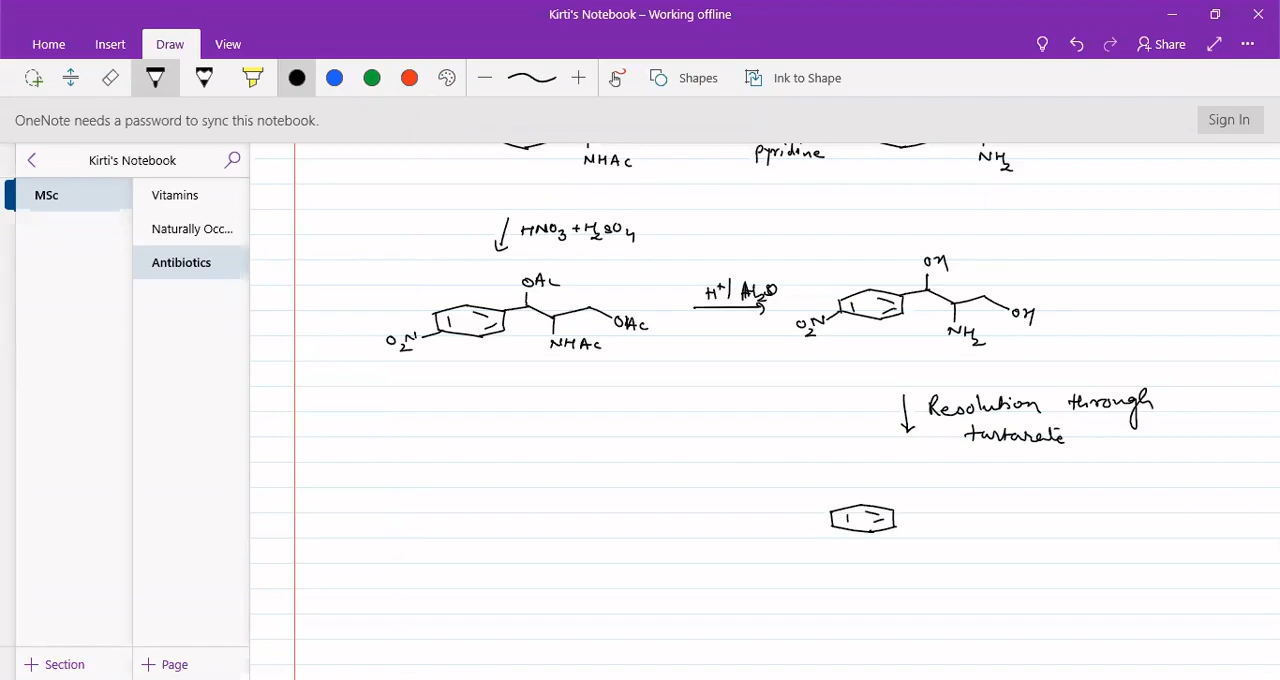 Kirti's Notebook – Working offline
Home Insert Draw View
Share
Shapes Ink to Shape
OneNote needs a password to sync this notebook.
Sign In
Kirti's Notebook
MSc
Vitamins
Naturally Occ...
Antibiotics
NHAc
pyridine
NH2
HNO3 + H2SO4
OAc
O2N
NHAc
OAc
H+/
OH
O2N
NH2
OH
Resolution through
tartarate
+ Section
+ Page